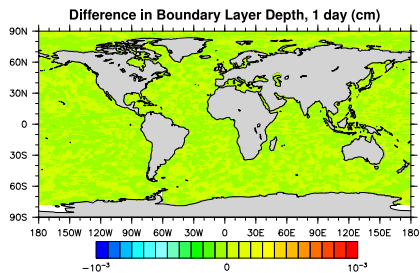 Difference in Boundary Layer Depth, 1 day (cm)
90N
60N
30N
0
30S
60S
90S
180 150W 120W 90W 60W 30W 0 30E 60E 90E 120E 150E 180
−10⁻³ 0 10⁻³